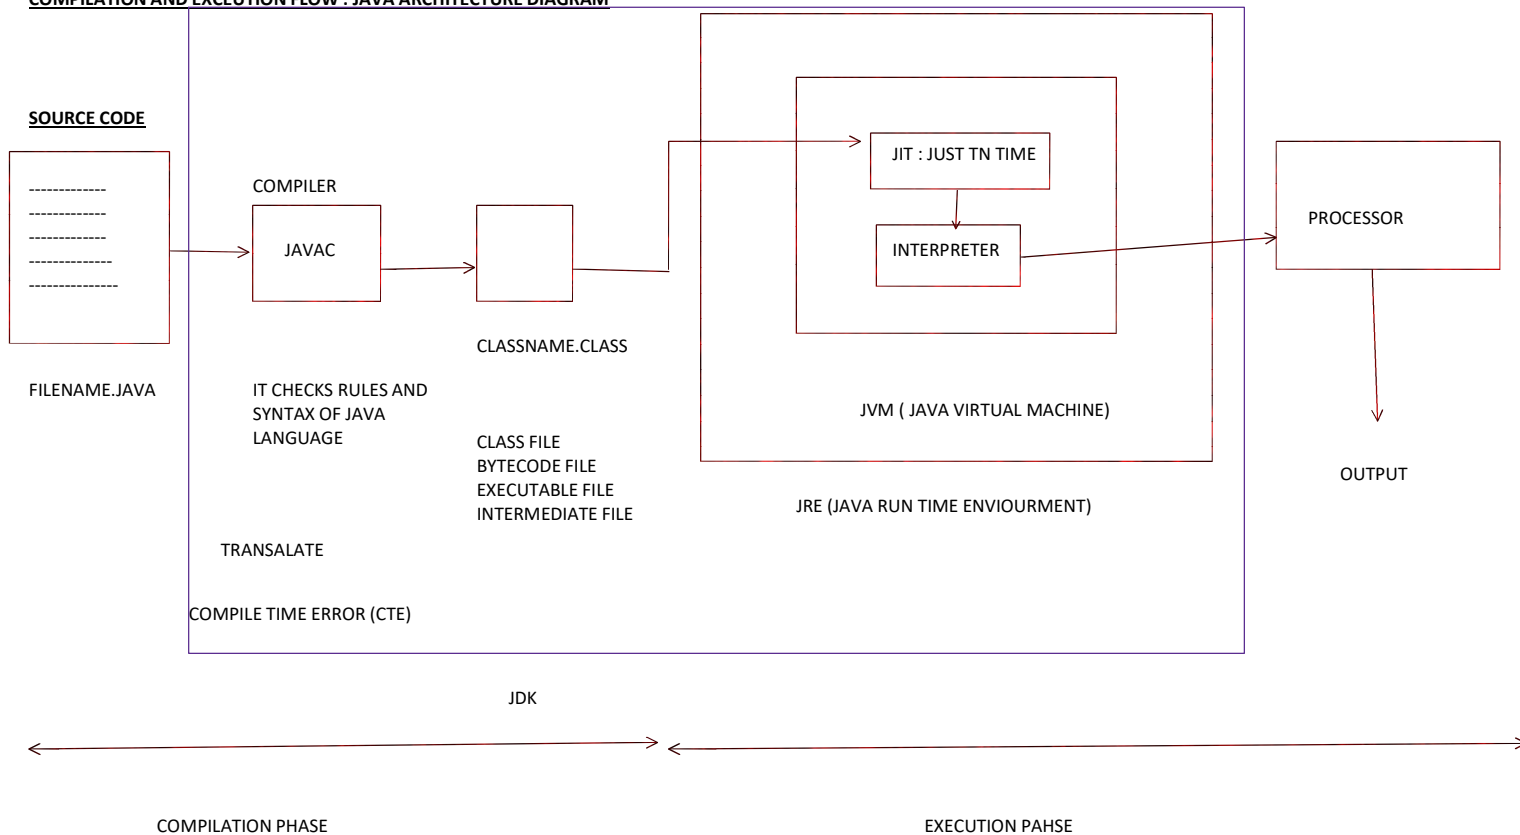 COMPILATION AND EXCEUTION FLOW : JAVA ARCHITECTURE DIAGRAM
SOURCE CODE
-------------
-------------
-------------
--------------
---------------
FILENAME.JAVA
COMPILER
JAVAC
IT CHECKS RULES AND
SYNTAX OF JAVA
LANGUAGE
TRANSALATE
COMPILE TIME ERROR (CTE)
CLASSNAME.CLASS
CLASS FILE
BYTECODE FILE
EXECUTABLE FILE
INTERMEDIATE FILE
JIT : JUST TN TIME
INTERPRETER
JVM ( JAVA VIRTUAL MACHINE)
JRE (JAVA RUN TIME ENVIOURMENT)
PROCESSOR
OUTPUT
JDK
COMPILATION PHASE
EXECUTION PAHSE